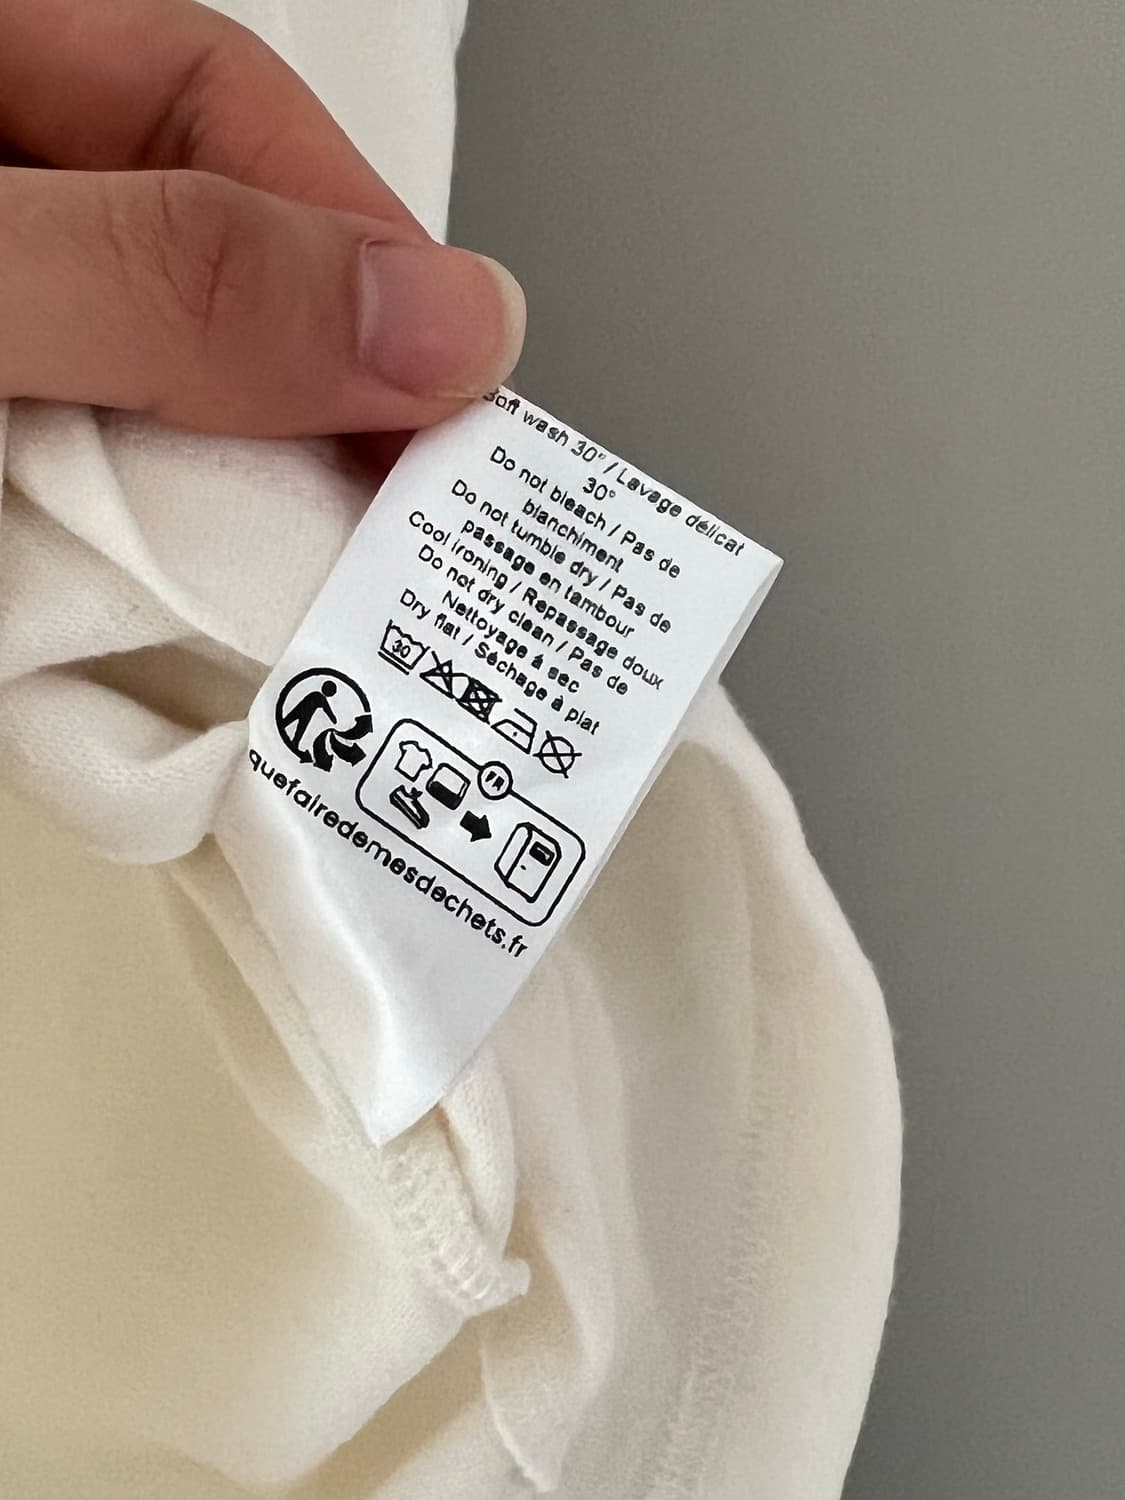 Soft wash 30° / Lavage délicat
30°
Do not bleach / Pas de
blanchiment
Do not tumble dry / Pas de
passage en tambour
Cool ironing / Repassage doux
Do not dry clean / Pas de
Nettoyage à sec
Dry flat / Séchage à plat
30
FR
quefairedemesdechets.fr